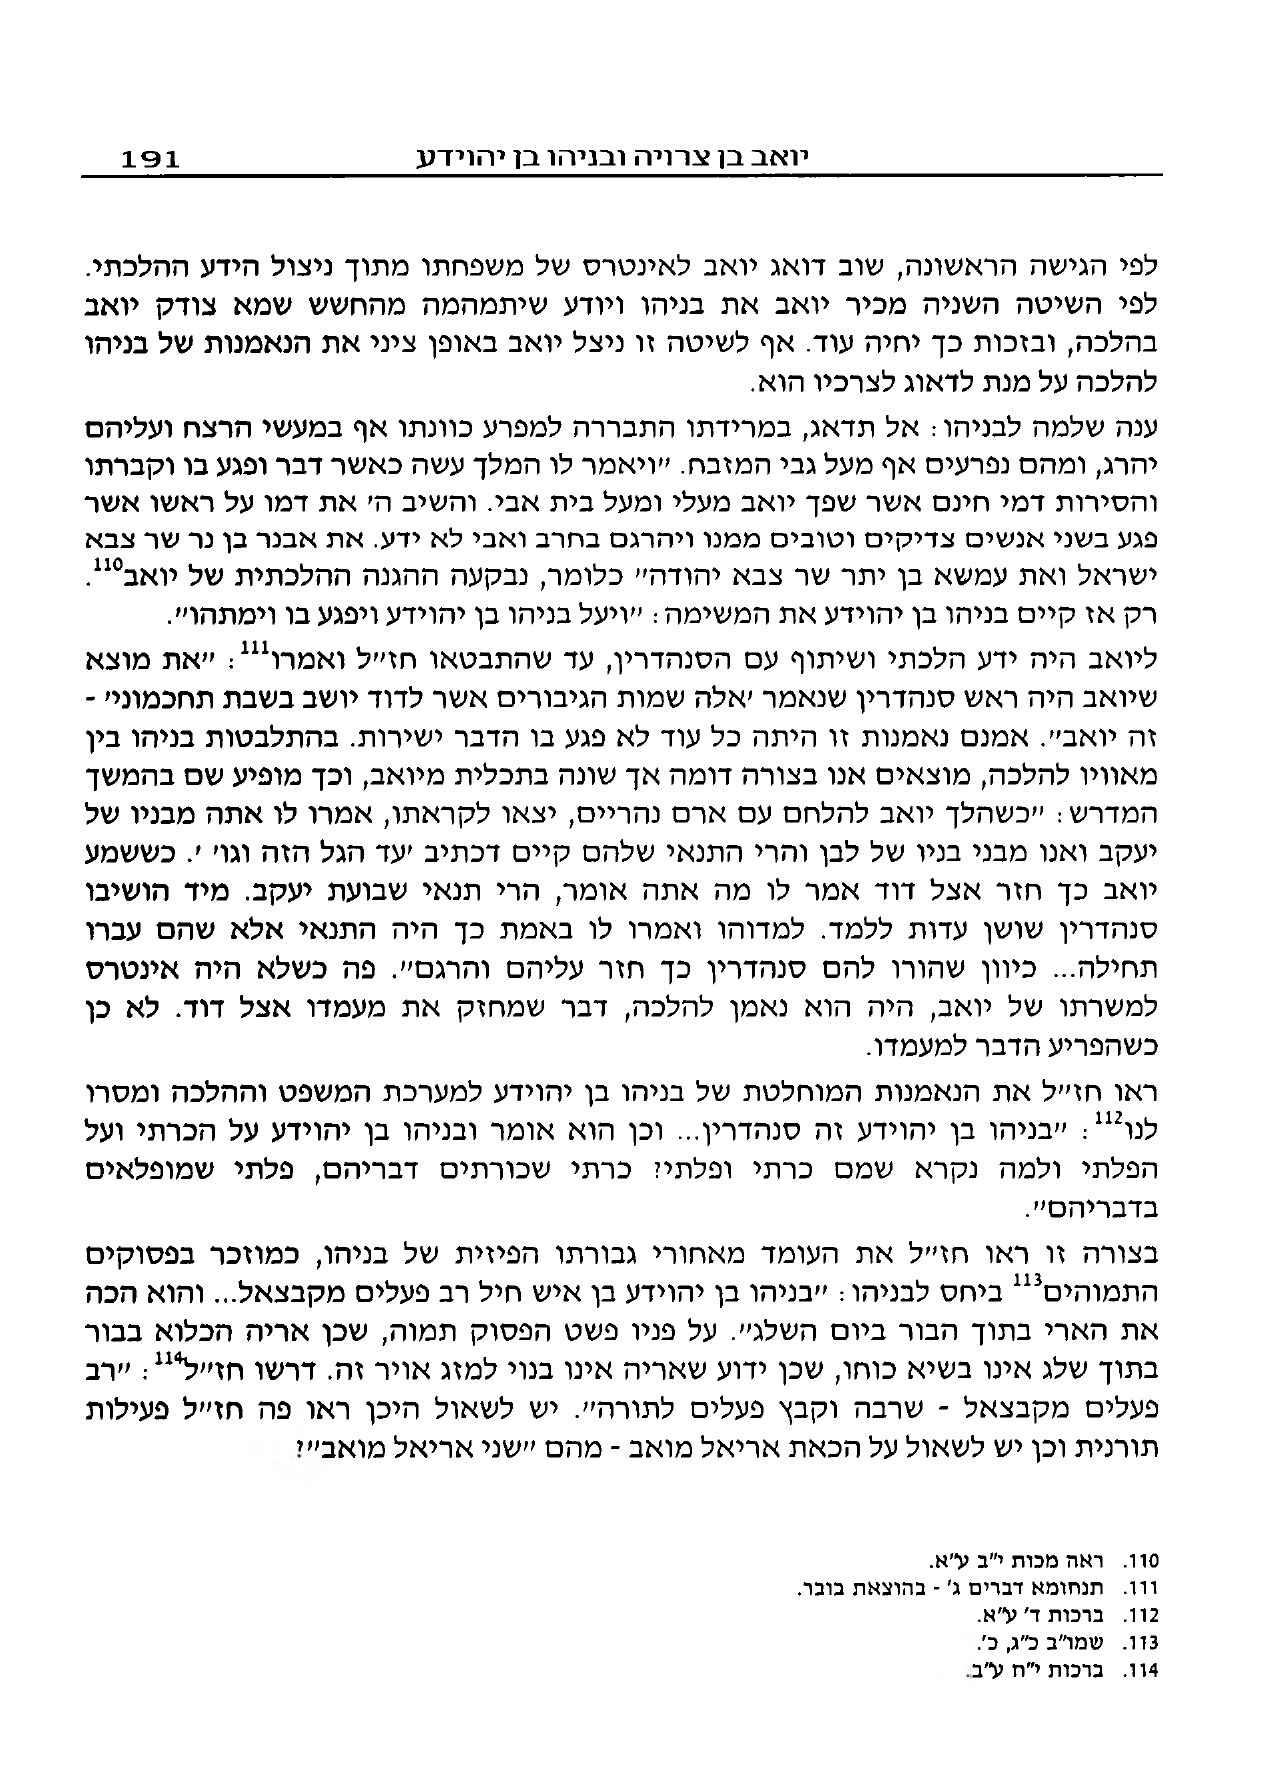 יואב בן צרויה ובניהו בן יהוידע 191
לפי הגישה הראשונה, שוב דואג יואב לאינטרס של משפחתו מתוך ניצול הידע ההלכתי.
לפי השיטה השניה מכיר יואב את בניהו ויודע שיתמהמה מהחשש שמא צודק יואב
בהלכה, ובזכות כך יחיה עוד. אף לשיטה זו ניצל יואב באופן ציני את הנאמנות של בניהו
להלכה על מנת לדאוג לצרכיו הוא.
ענה שלמה לבניהו: אל תדאג, במרידתו התבררה למפרע כוונתו אף במעשי הרצח ועליהם
יהרג, ומהם נפרעים אף מעל גבי המזבח. "ויאמר לו המלך עשה כאשר דבר ופגע בו וקברתו
והסירות דמי חינם אשר שפך יואב מעלי ומעל בית אבי. והשיב ה' את דמו על ראשו אשר
פגע בשני אנשים צדיקים וטובים ממנו ויהרגם בחרב ואבי לא ידע. את אבנר בן נר שר צבא
ישראל ואת עמשא בן יתר שר צבא יהודה" כלומר, נבקעה ההגנה ההלכתית של יואב110.
רק אז קיים בניהו בן יהוידע את המשימה: "ויעל בניהו בן יהוידע ויפגע בו וימתהו".
ליואב היה ידע הלכתי ושיתוף עם הסנהדרין, עד שהתבטאו חז"ל ואמרו111: "את מוצא
שיואב היה ראש סנהדרין שנאמר 'אלה שמות הגיבורים אשר לדוד יושב בשבת תחכמוני' -
זה יואב". אמנם נאמנות זו היתה כל עוד לא פגע בו הדבר ישירות. בהתלבטות בניהו בין
מאוויו להלכה, מוצאים אנו בצורה דומה אך שונה בתכלית מיואב, וכך מופיע שם בהמשך
המדרש: "כשהלך יואב להלחם עם ארם נהריים, יצאו לקראתו, אמרו לו אתה מבניו של
יעקב ואנו מבני בניו של לבן והרי התנאי שלהם קיים דכתיב 'עד הגל הזה וגו' '. כששמע
יואב כך חזר אצל דוד אמר לו מה אתה אומר, הרי תנאי שבועת יעקב. מיד הושיבו
סנהדרין שושן עדות ללמד. למדוהו ואמרו לו באמת כך היה התנאי אלא שהם עברו
תחילה... כיוון שהורו להם סנהדרין כך חזר עליהם והרגם". פה כשלא היה אינטרס
למשרתו של יואב, היה הוא נאמן להלכה, דבר שמחזק את מעמדו אצל דוד. לא כן
כשהפריע הדבר למעמדו.
ראו חז"ל את הנאמנות המוחלטת של בניהו בן יהוידע למערכת המשפט וההלכה ומסרו
לנו112: "בניהו בן יהוידע זה סנהדרין... וכן הוא אומר ובניהו בן יהוידע על הכרתי ועל
הפלתי ולמה נקרא שמם כרתי ופלתי? כרתי שכורתים דבריהם, פלתי שמופלאים
בדבריהם".
בצורה זו ראו חז"ל את העומד מאחורי גבורתו הפיזית של בניהו, כמוזכר בפסוקים
התמוהים113 ביחס לבניהו: "בניהו בן יהוידע בן איש חיל רב פעלים מקבצאל... והוא הכה
את הארי בתוך הבור ביום השלג". על פניו פשט הפסוק תמוה, שכן אריה הכלוא בבור
בתוך שלג אינו בשיא כוחו, שכן ידוע שאריה אינו בנוי למזג אויר זה. דרשו חז"ל114: "רב
פעלים מקבצאל - שרבה וקבץ פעלים לתורה". יש לשאול היכן ראו פה חז"ל פעילות
תורנית וכן יש לשאול על הכאת אריאל מואב - מהם "שני אריאל מואב"?
110. ראה מכות י"ב ע"א.
111. תנחומא דברים ג' - בהוצאת בובר.
112. ברכות ד' ע"א.
113. שמו"ב כ"ג, כ'.
114. ברכות י"ח ע"ב.